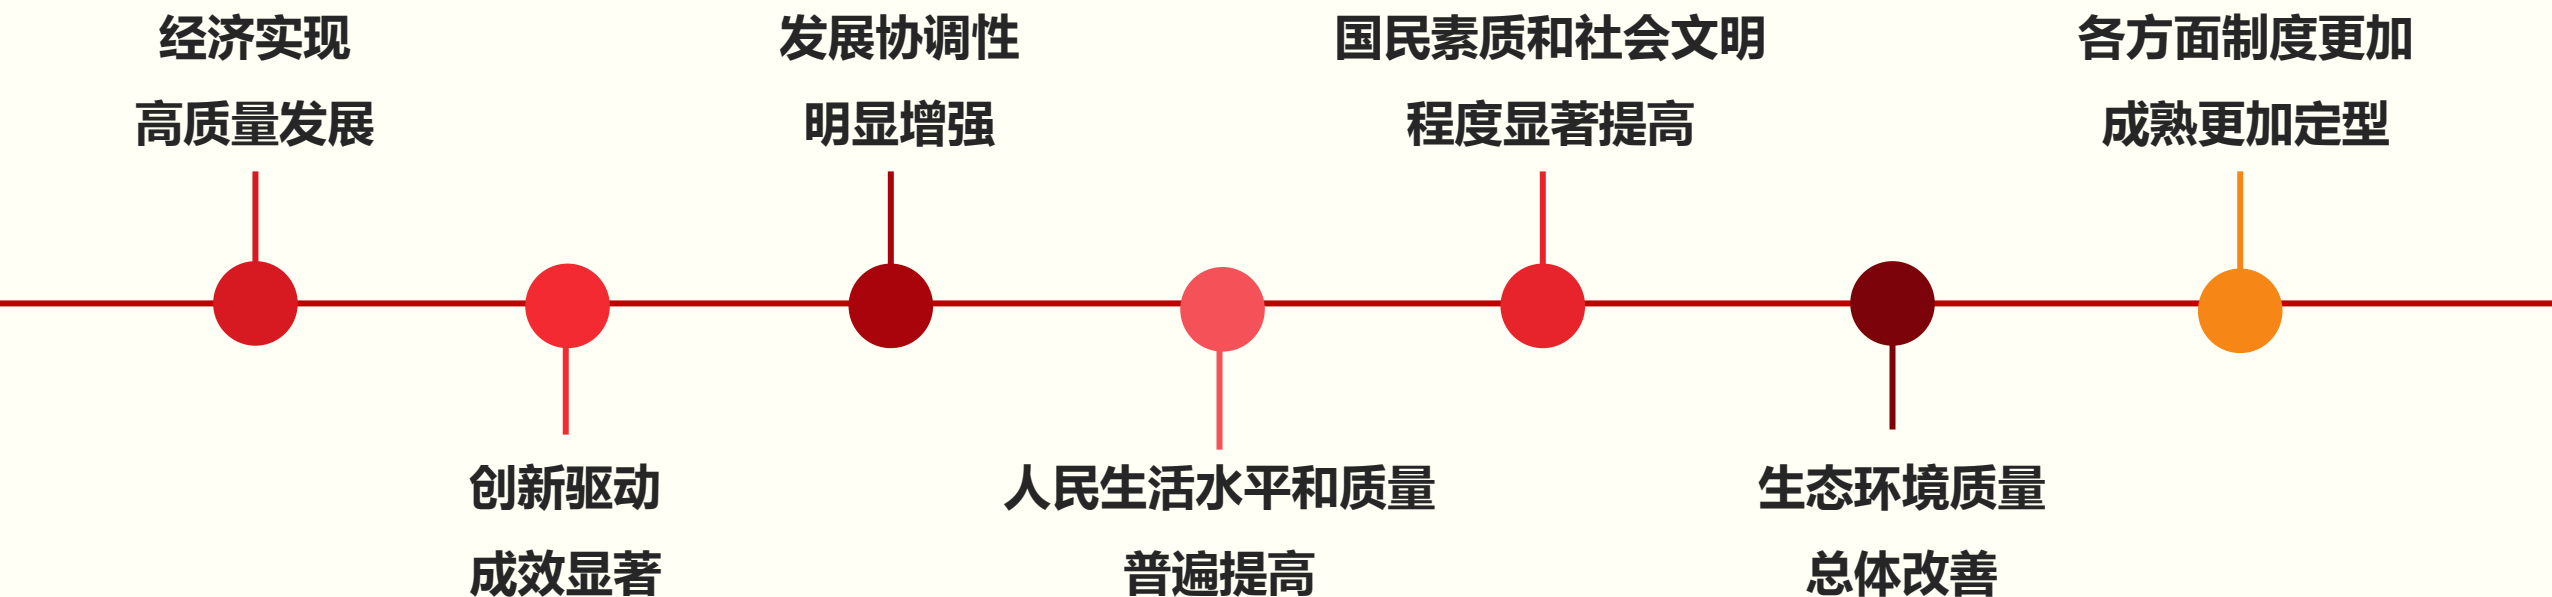 经济实现
高质量发展
创新驱动
成效显著
发展协调性
明显增强
人民生活水平和质量
普遍提高
国民素质和社会文明
程度显著提高
生态环境质量
总体改善
各方面制度更加
成熟更加定型